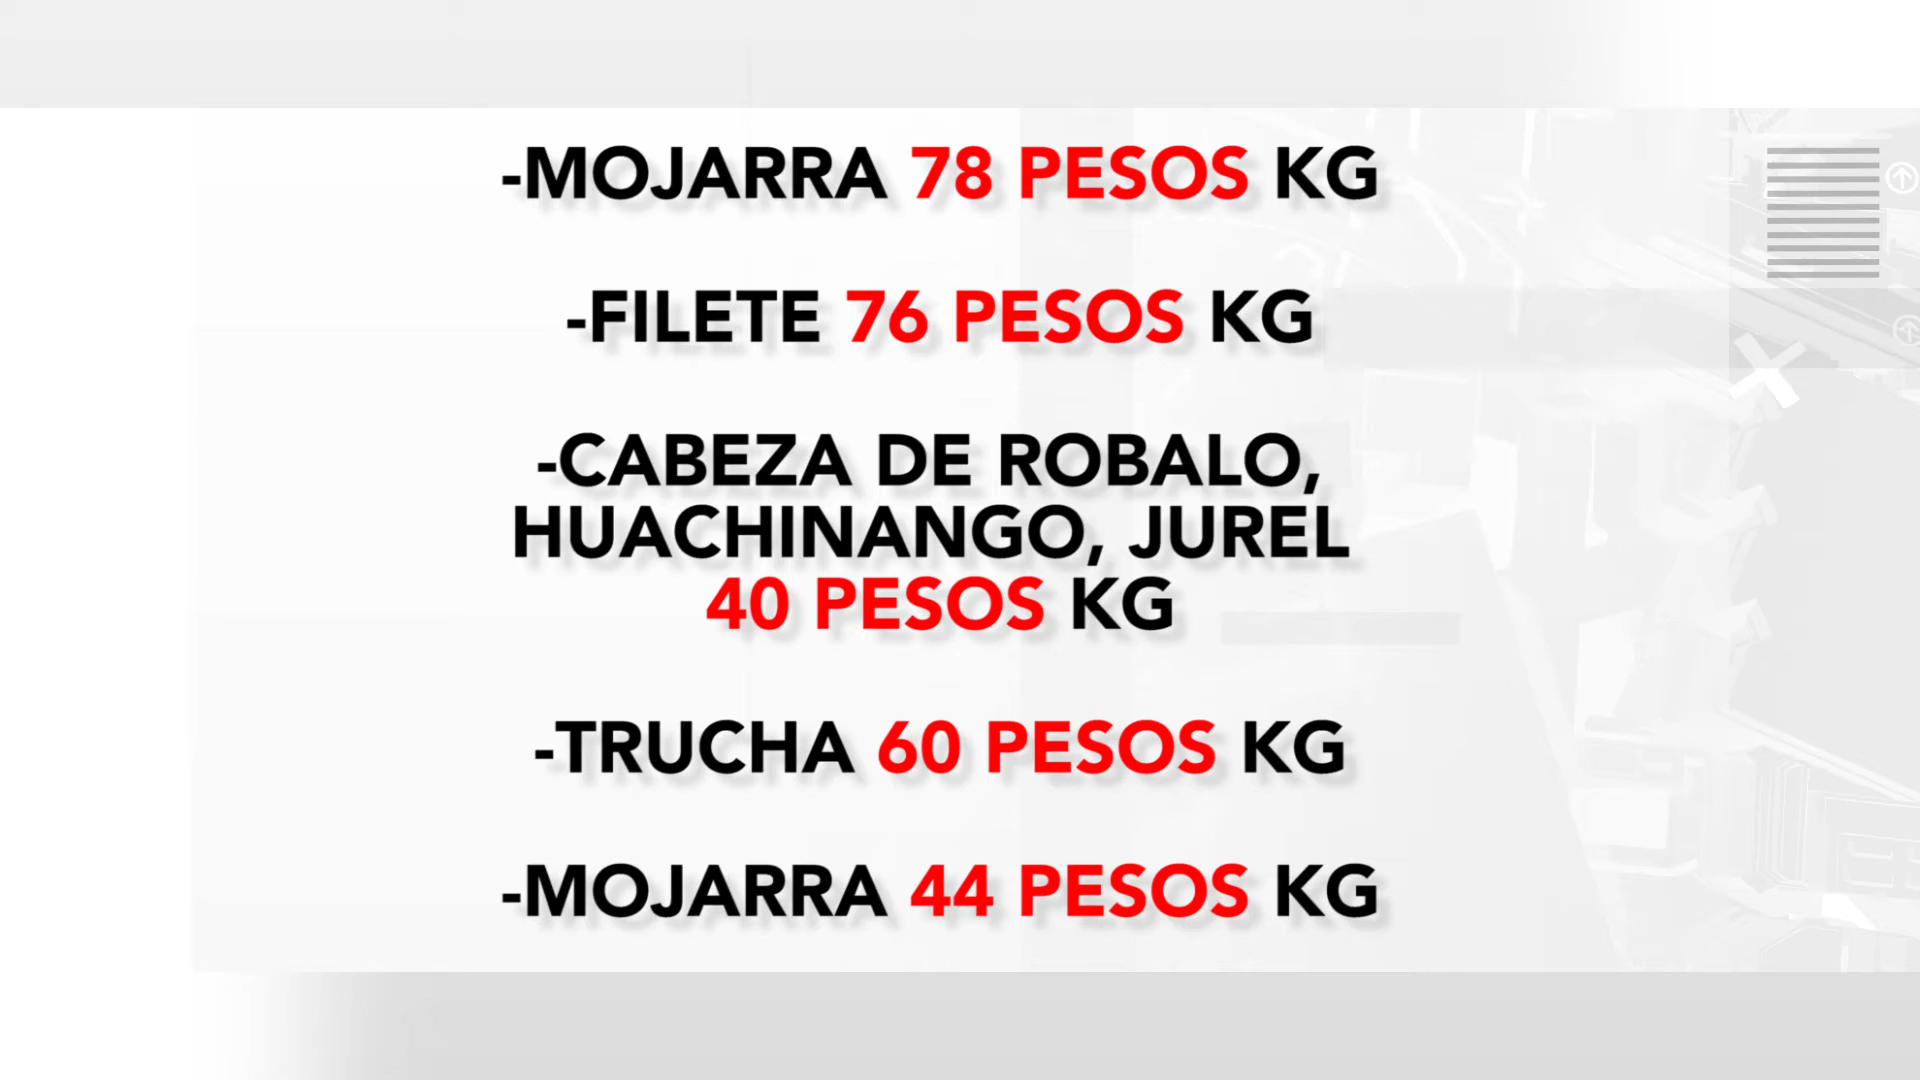 -MOJARRA 78 PESOS KG
-FILETE 76 PESOS KG
-CABEZA DE ROBALO,
HUACHINANGO, JUREL
40 PESOS KG
-TRUCHA 60 PESOS KG
-MOJARRA 44 PESOS KG